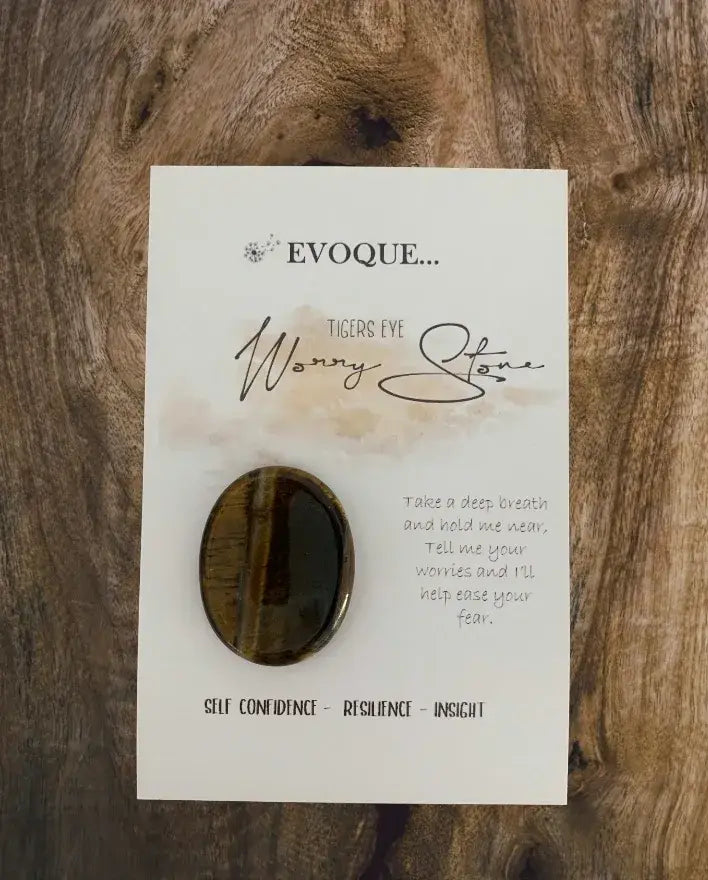 EVOQUE...
TIGERS EYE
Worry Stone
Take a deep breath
and hold me near,
Tell me your
worries and I'll
help ease your
fear.
SELF CONFIDENCE - RESILIENCE - INSIGHT